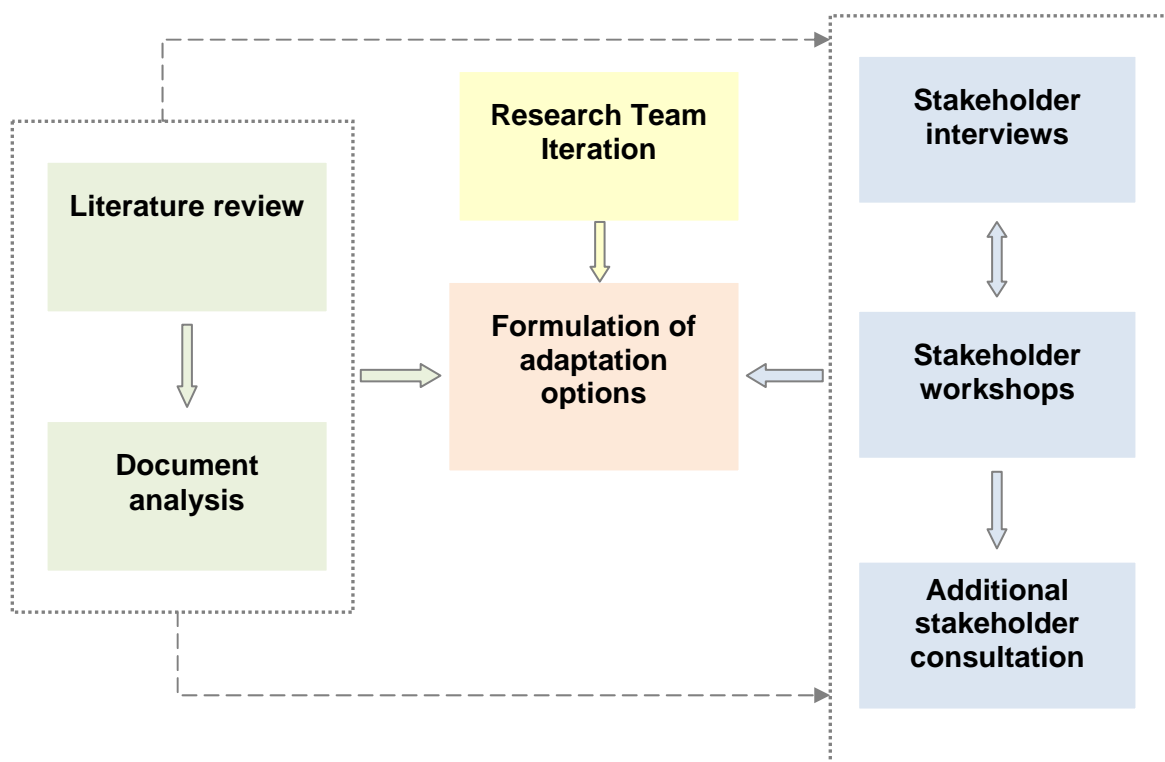 Literature review
Document
analysis
Research Team
Iteration
Formulation of
adaptation
options
Stakeholder
interviews
Stakeholder
workshops
Additional
stakeholder
consultation